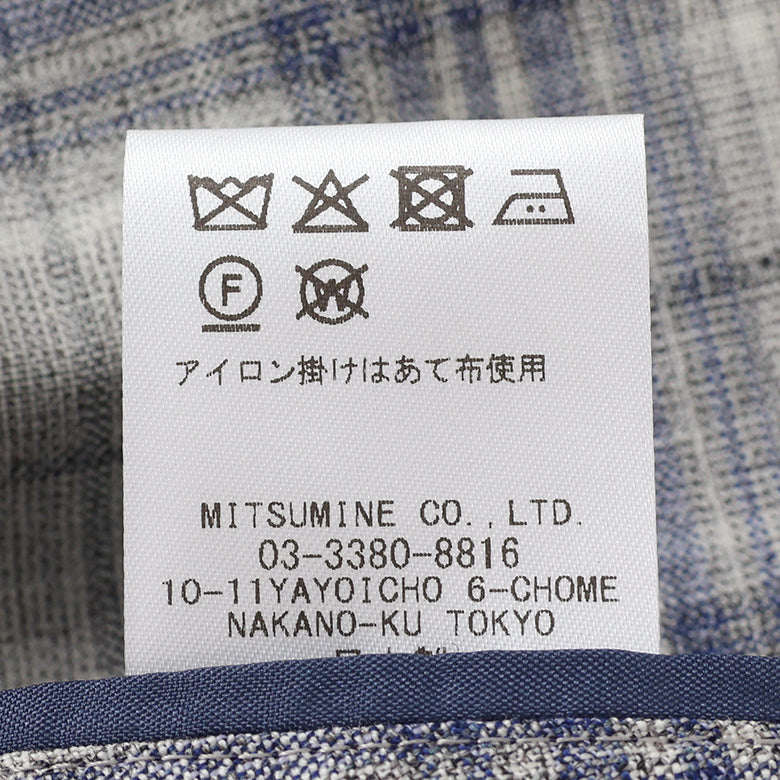 F W
アイロン掛けはあて布使用
MITSUMINE CO.,LTD.
03-3380-8816
10-11YAYOICHO 6-CHOME
NAKANO-KU TOKYO